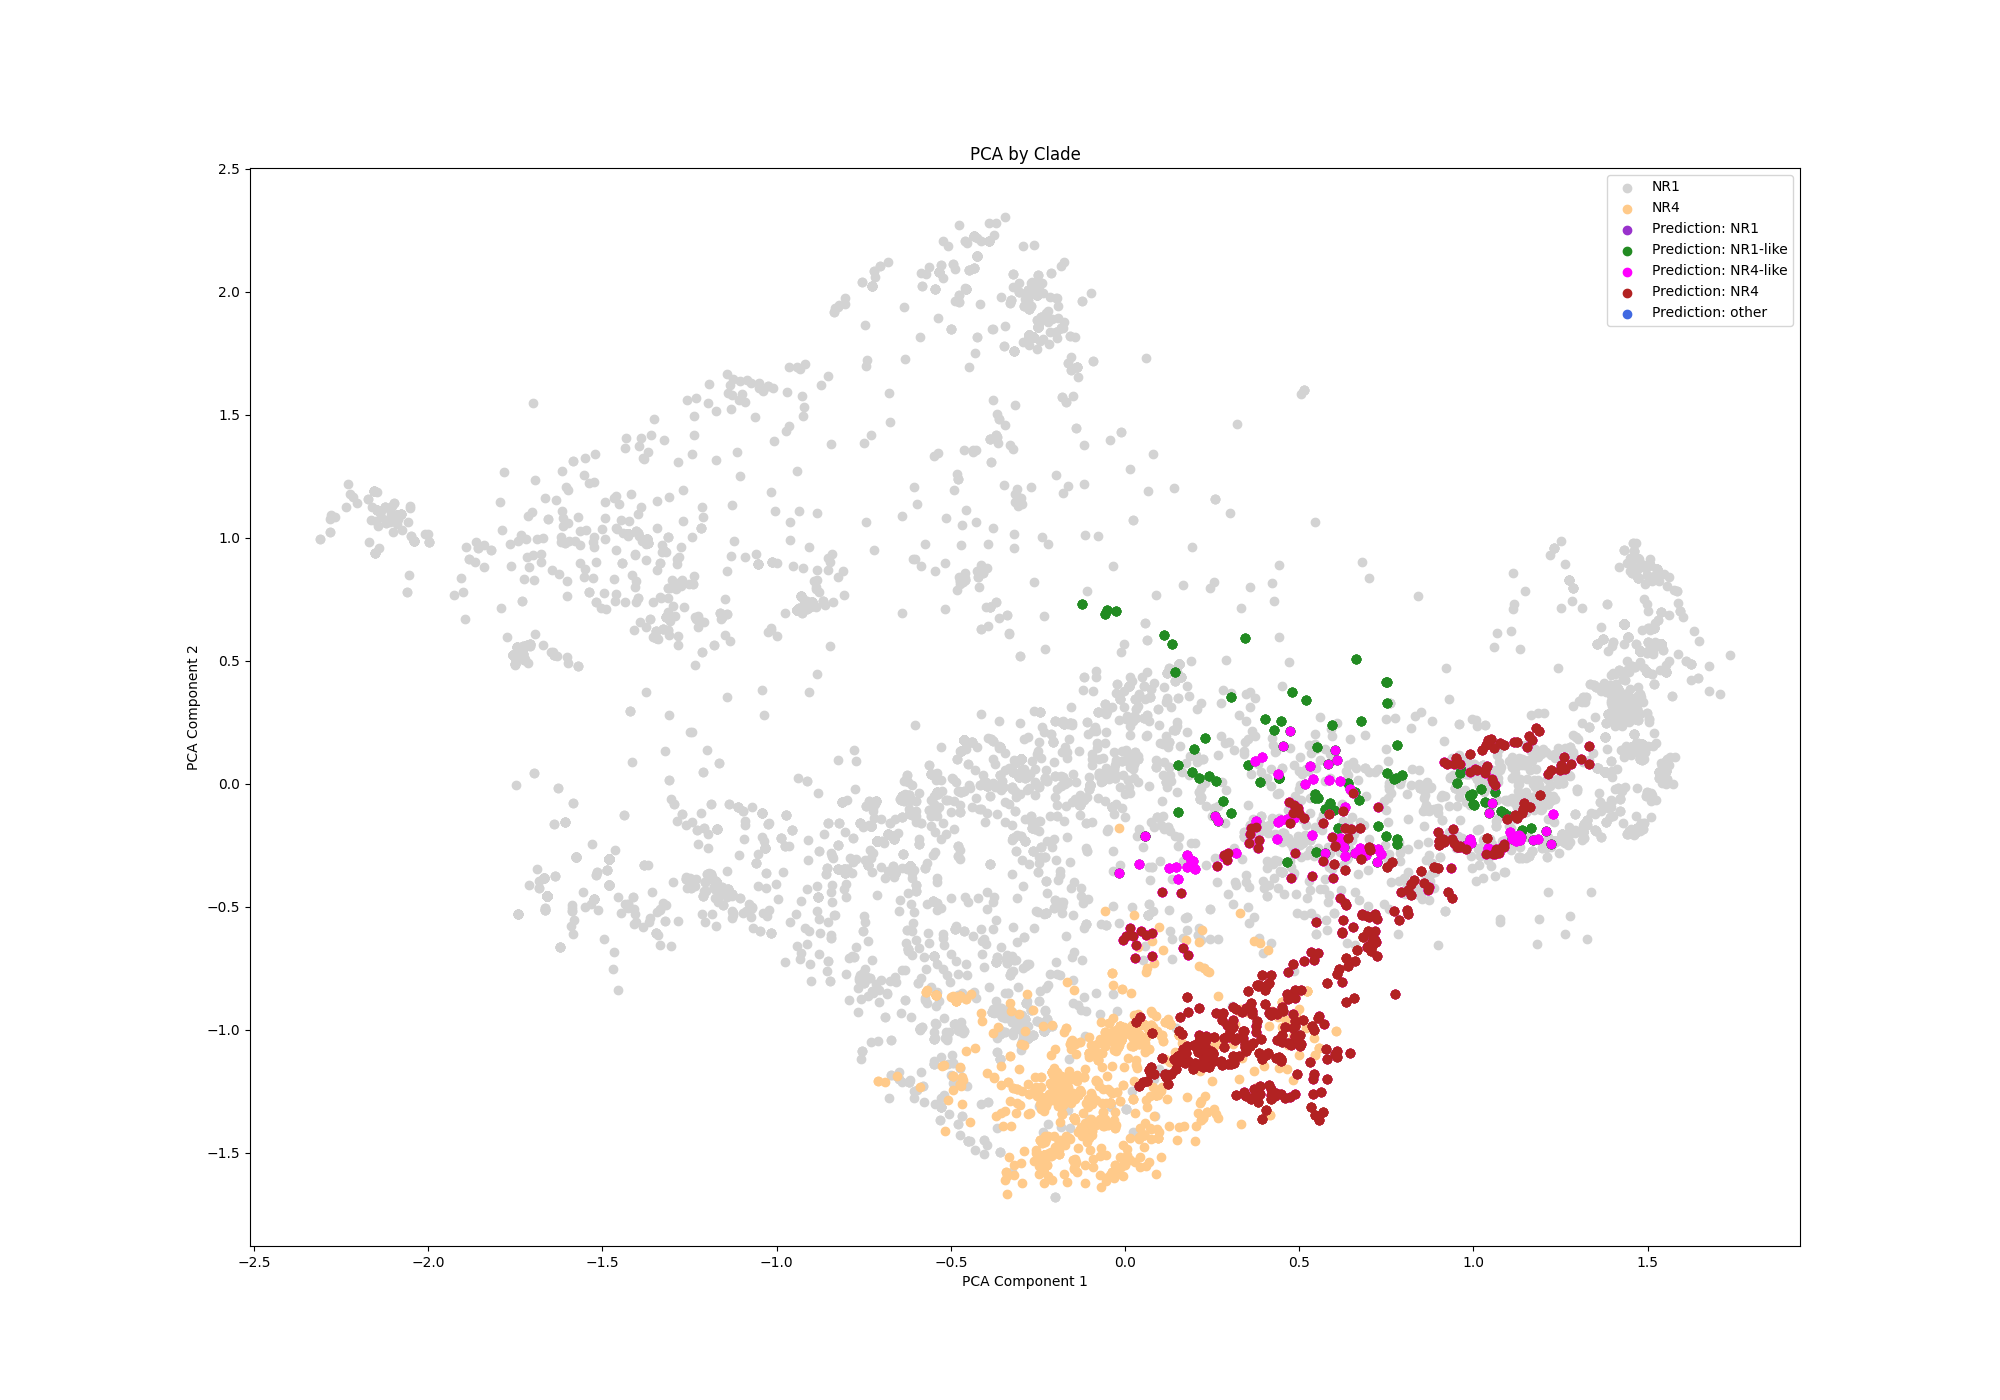 PCA by Clade
2.5
2.0
1.5
1.0
0.5
0.0
−0.5
−1.0
−1.5
PCA Component 2
NR1
NR4
Prediction: NR1
Prediction: NR1-like
Prediction: NR4-like
Prediction: NR4
Prediction: other
−2.5 −2.0 −1.5 −1.0 −0.5 0.0 0.5 1.0 1.5
PCA Component 1